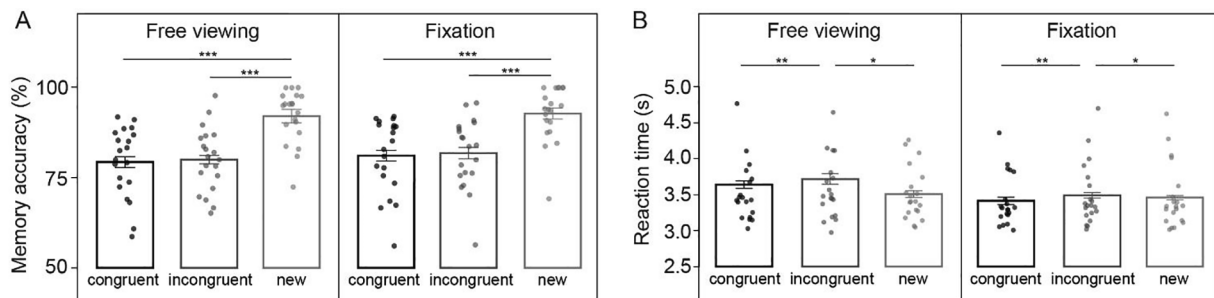 A
Free viewing
Fixation
***
***
***
***
Memory accuracy (%)
100
75
50
congruent
incongruent
new
congruent
incongruent
new
B
Free viewing
Fixation
**
*
**
*
Reaction time (s)
5.0
4.5
4.0
3.5
3.0
2.5
congruent
incongruent
new
congruent
incongruent
new